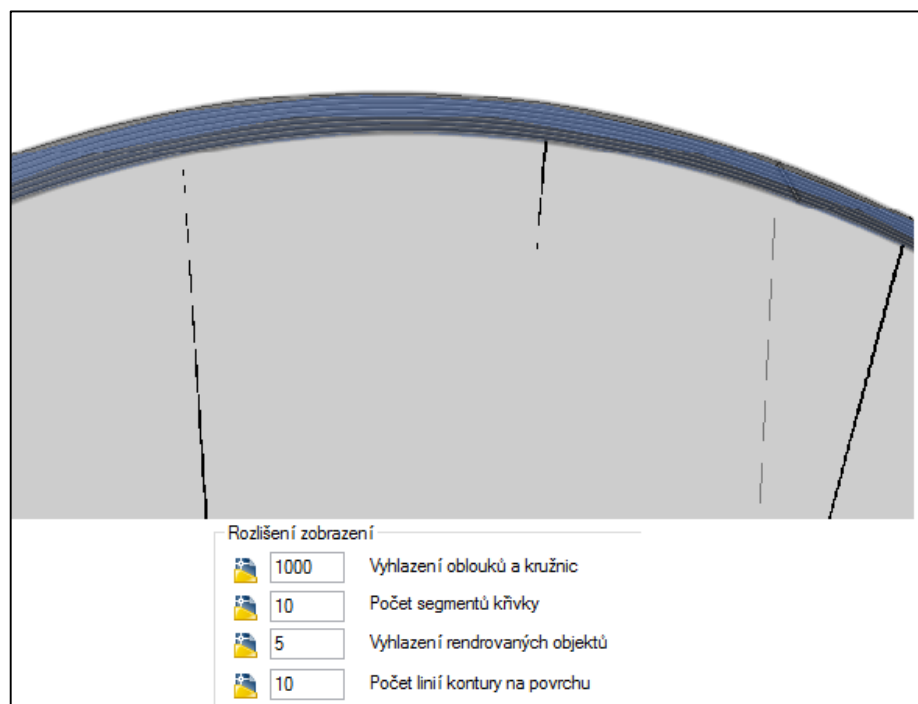 Rozlišení zobrazení
1000 Vyhlazení oblouků a kružnic
10 Počet segmentů křivky
5 Vyhlazení rendrovaných objektů
10 Počet linií kontury na povrchu